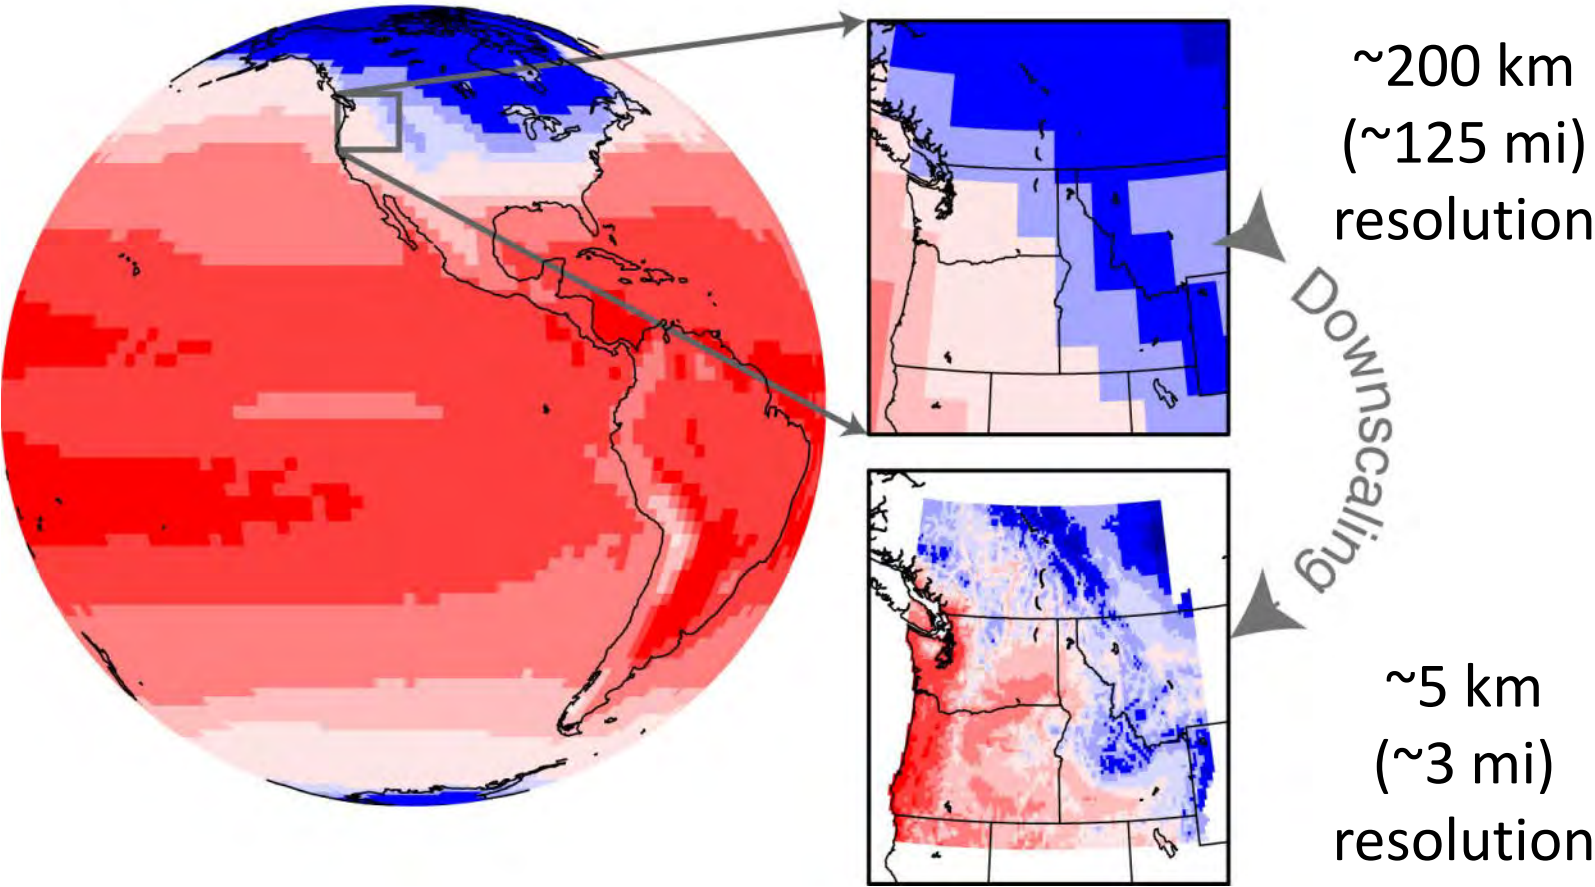 ~200 km
(~125 mi)
resolution
Downscaling
~5 km
(~3 mi)
resolution